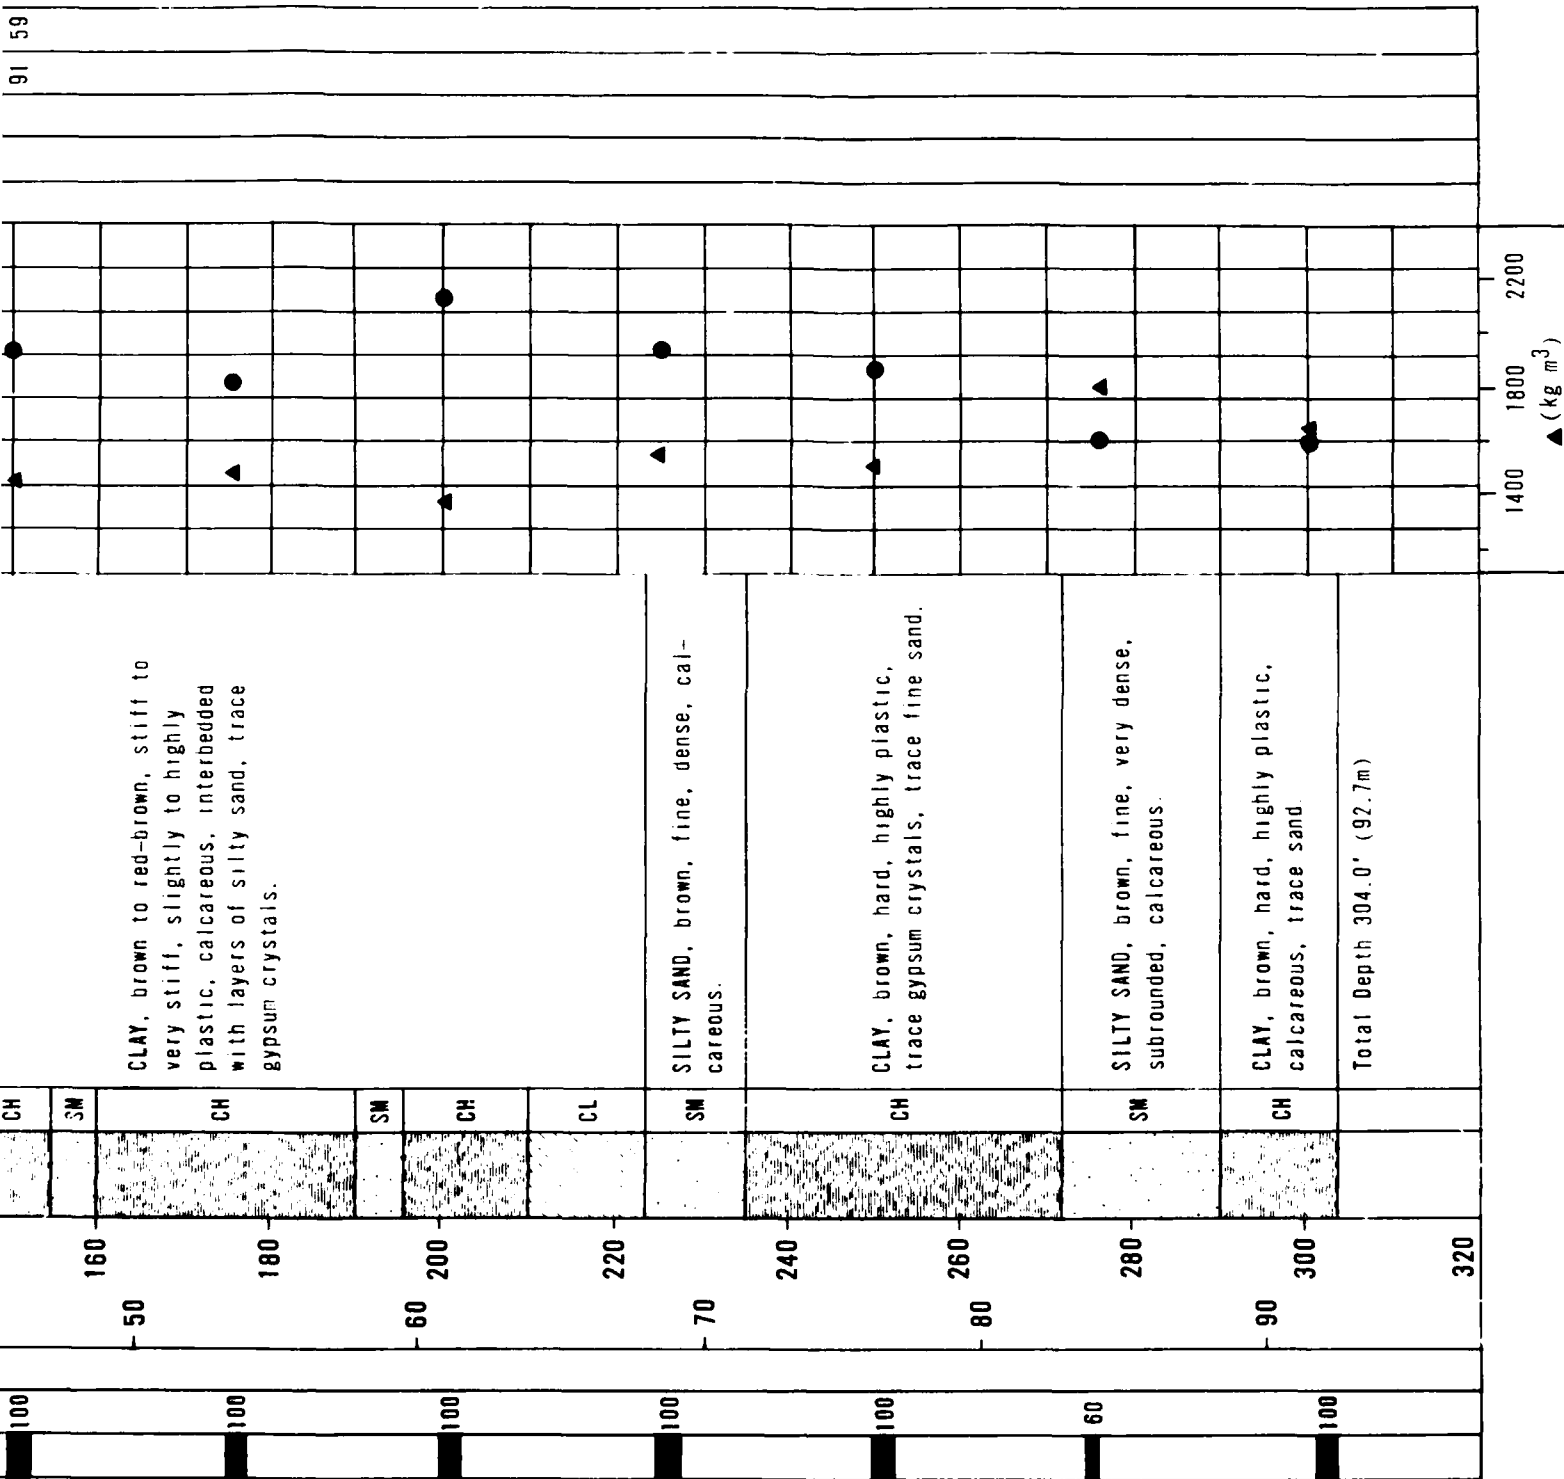 91 59
2200
1800
1400
▲ (kg m³)
CLAY, brown to red-brown, stiff to
very stiff, slightly to highly
plastic, calcareous, interbedded
with layers of silty sand, trace
gypsum crystals.
SILTY SAND, brown, fine, dense, cal-
careous.
CLAY, brown, hard, highly plastic,
trace gypsum crystals, trace fine sand.
SILTY SAND, brown, fine, very dense,
subrounded, calcareous.
CLAY, brown, hard, highly plastic,
calcareous, trace sand.
Total Depth 304.0' (92.7m)
CH
SM
CH
SM
CH
CL
SM
CH
SM
CH
160
180
200
220
240
260
280
300
320
50
60
70
80
90
100
100
100
100
100
60
100